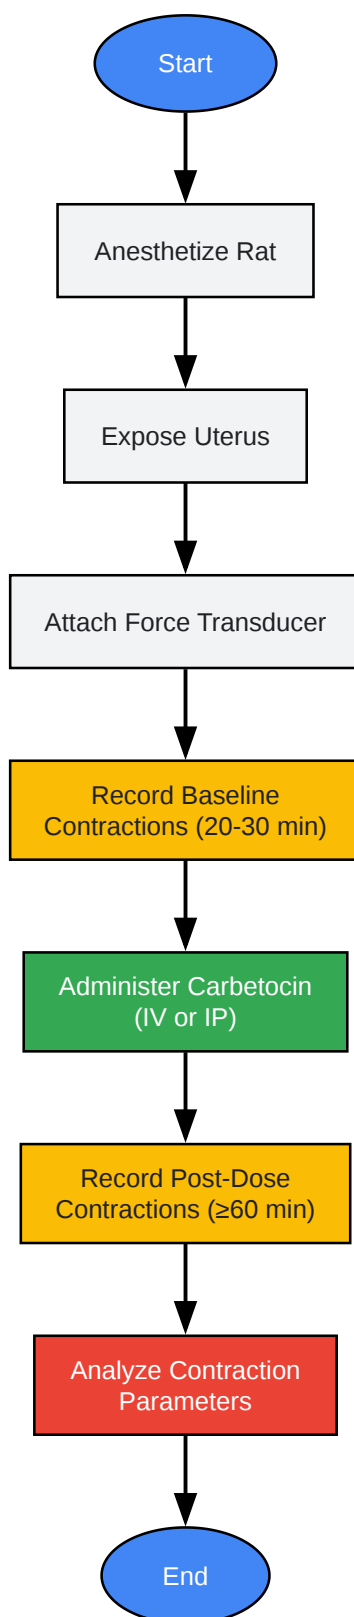 Start
Anesthetize Rat
Expose Uterus
Attach Force Transducer
Record Baseline
Contractions (20-30 min)
Administer Carbetocin
(IV or IP)
Record Post-Dose
Contractions (≥60 min)
Analyze Contraction
Parameters
End